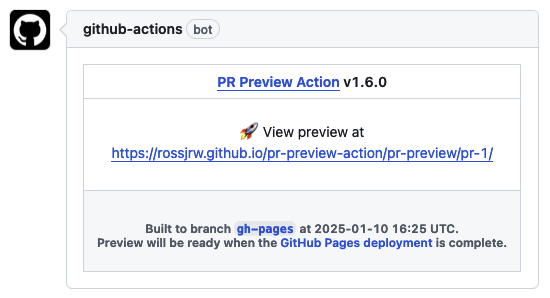 github-actions bot
PR Preview Action v1.6.0
🚀 View preview at
https://rossjrw.github.io/pr-preview-action/pr-preview/pr-1/
Built to branch gh-pages at 2025-01-10 16:25 UTC.
Preview will be ready when the GitHub Pages deployment is complete.